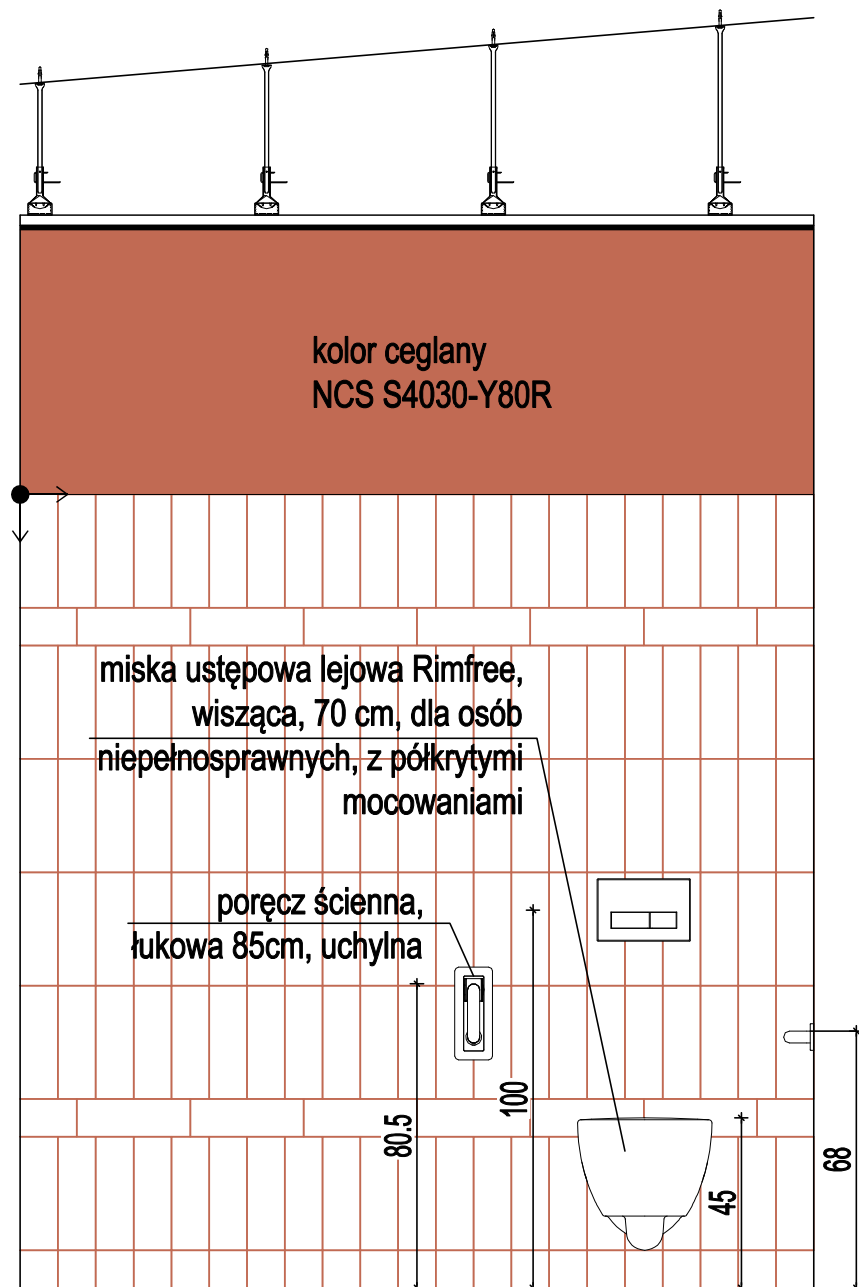 kolor ceglany
NCS S4030-Y80R
miska ustępowa lejowa Rimfree,
wisząca, 70 cm, dla osób
niepełnosprawnych, z półkrytymi
mocowaniami
poręcz ścienna,
łukowa 85cm, uchylna
80.5
100
45
68